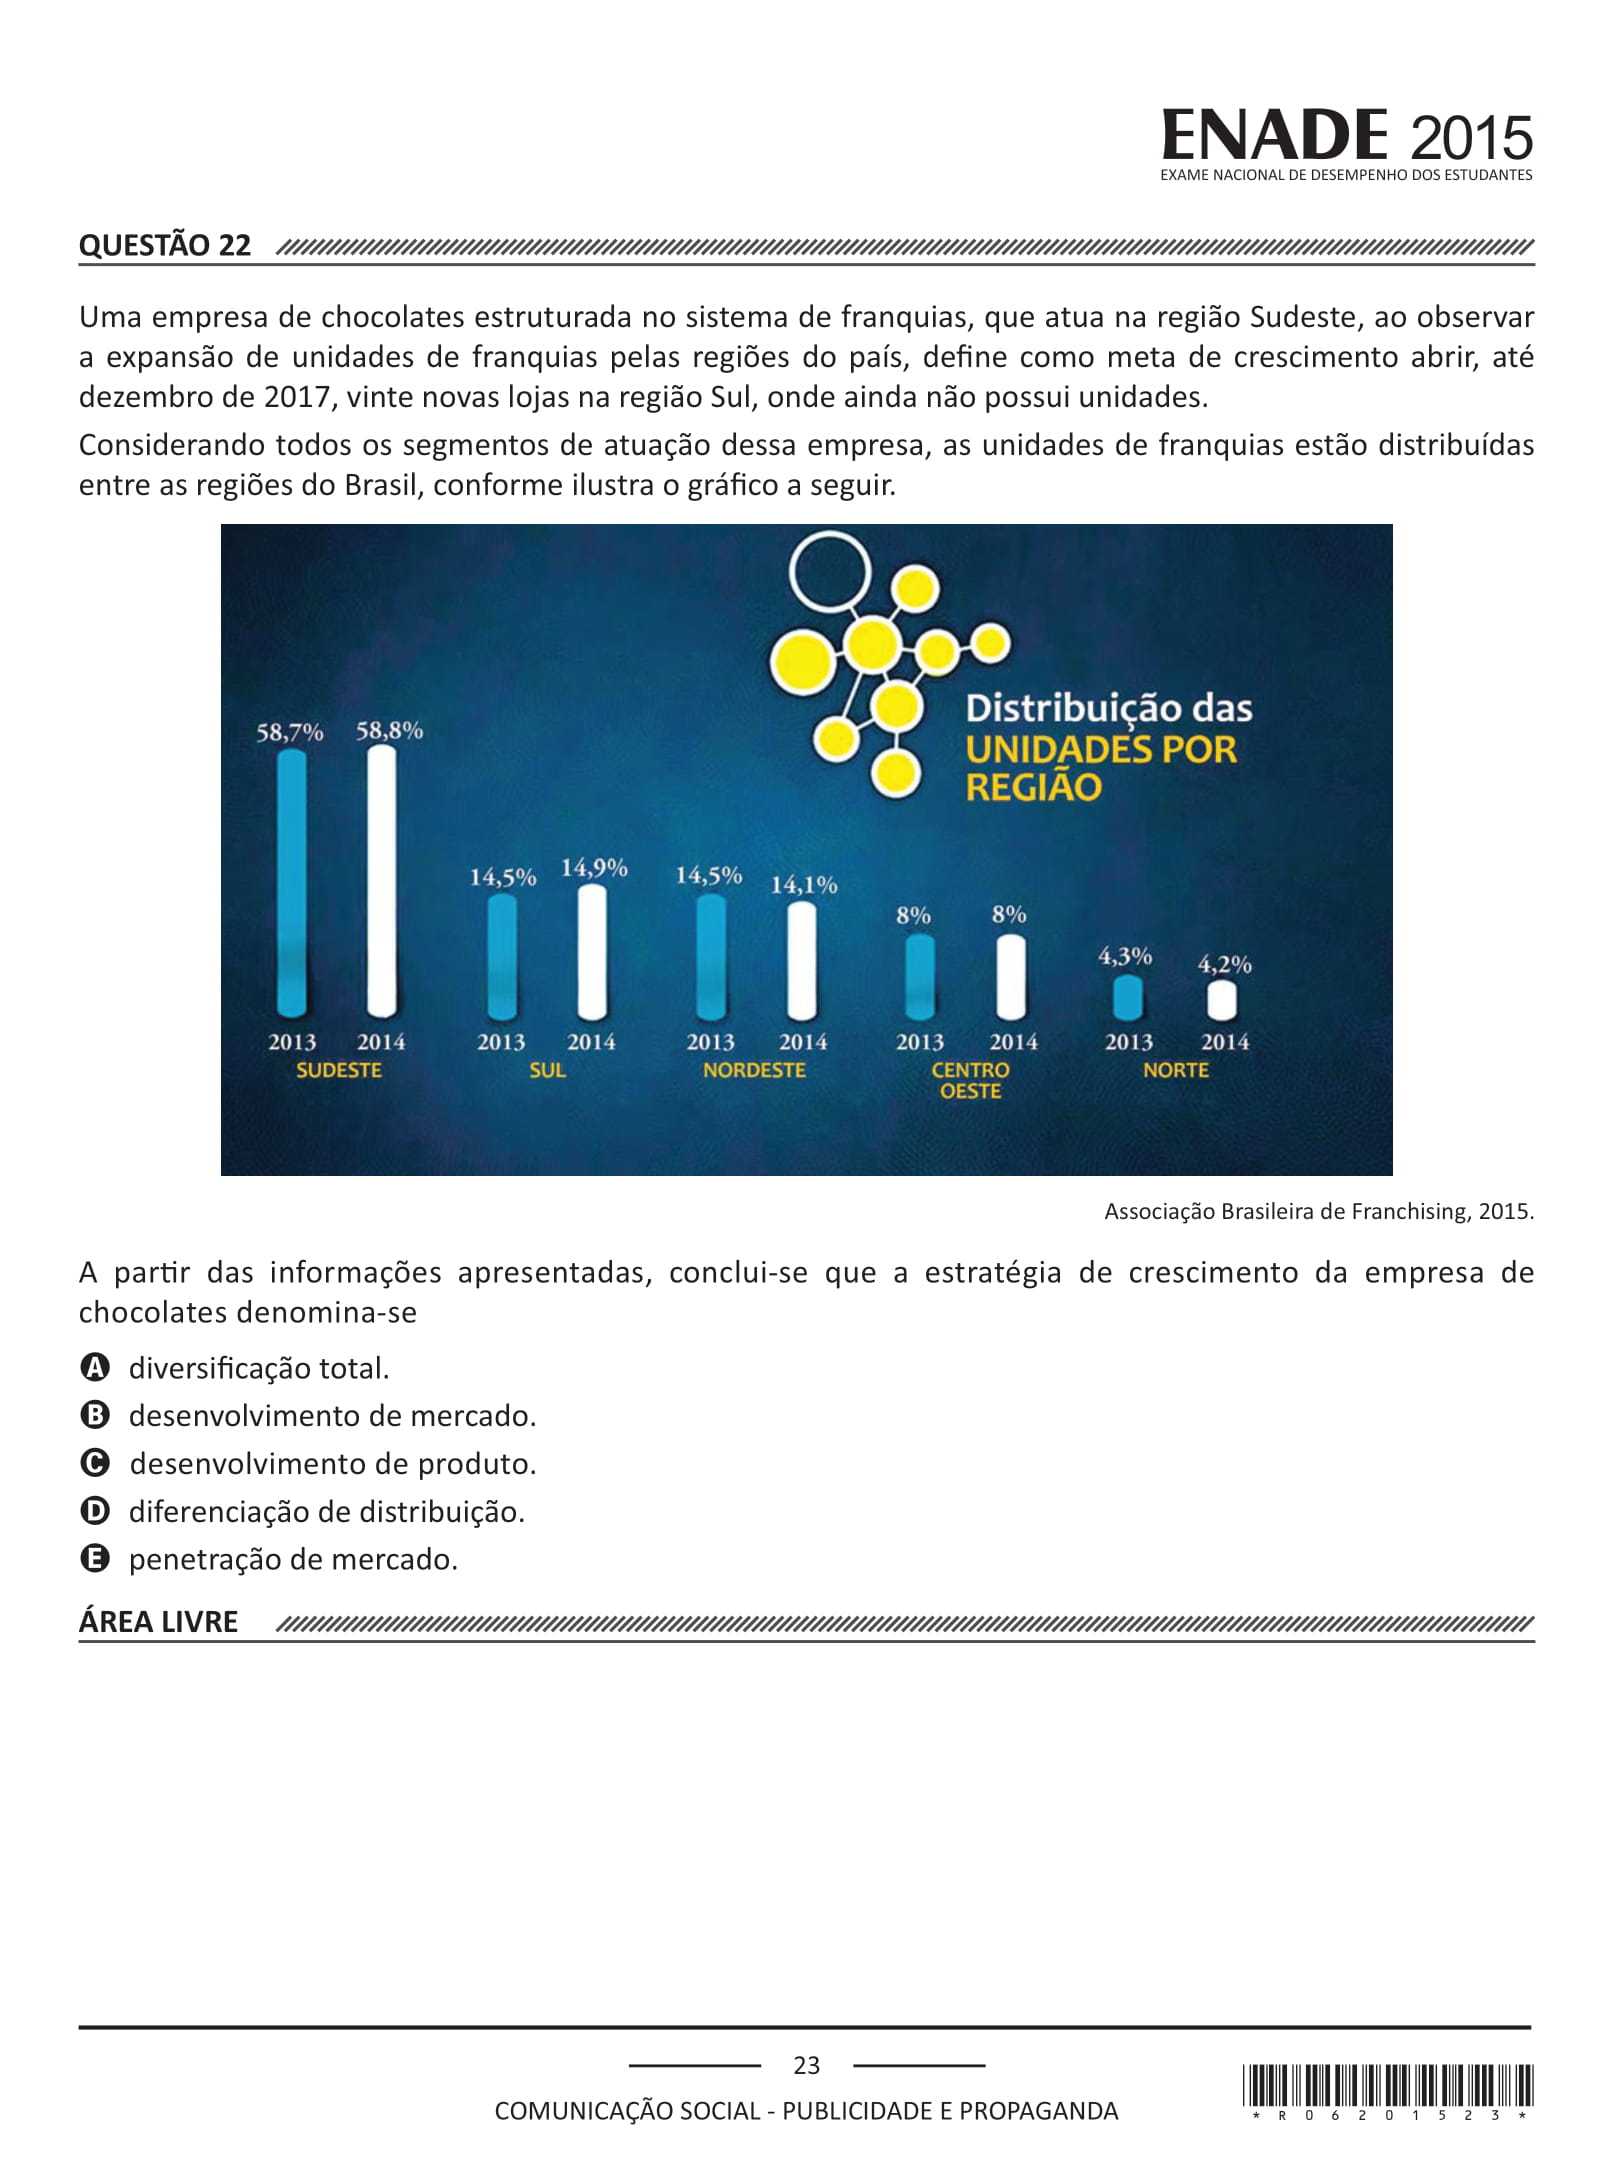 ENADE 2015
EXAME NACIONAL DE DESEMPENHO DOS ESTUDANTES
QUESTÃO 22
Uma empresa de chocolates estruturada no sistema de franquias, que atua na região Sudeste, ao observar
a expansão de unidades de franquias pelas regiões do país, define como meta de crescimento abrir, até
dezembro de 2017, vinte novas lojas na região Sul, onde ainda não possui unidades.
Considerando todos os segmentos de atuação dessa empresa, as unidades de franquias estão distribuídas
entre as regiões do Brasil, conforme ilustra o gráfico a seguir.
Distribuição das
UNIDADES POR
REGIÃO
58,7% 58,8%
14,5% 14,9% 14,5% 14,1%
8% 8%
4,3% 4,2%
2013 2014 2013 2014 2013 2014 2013 2014 2013 2014
SUDESTE SUL NORDESTE CENTRO NORTE
OESTE
Associação Brasileira de Franchising, 2015.
A partir das informações apresentadas, conclui-se que a estratégia de crescimento da empresa de
chocolates denomina-se
A diversificação total.
B desenvolvimento de mercado.
C desenvolvimento de produto.
D diferenciação de distribuição.
E penetração de mercado.
ÁREA LIVRE
23
COMUNICAÇÃO SOCIAL - PUBLICIDADE E PROPAGANDA
*R06201523*